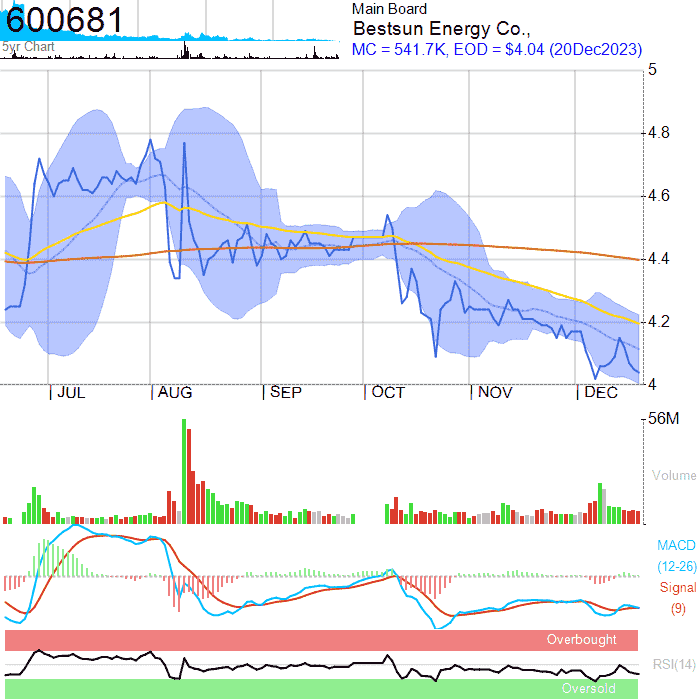 600681
5yr Chart
Main Board
Bestsun Energy Co.,
MC = 541.7K, EOD = $4.04 (20Dec2023)
5
4.8
4.6
4.4
4.2
4
JUL
AUG
SEP
OCT
NOV
DEC
56M
Volume
MACD
(12-26)
Signal
(9)
Overbought
RSI(14)
Oversold